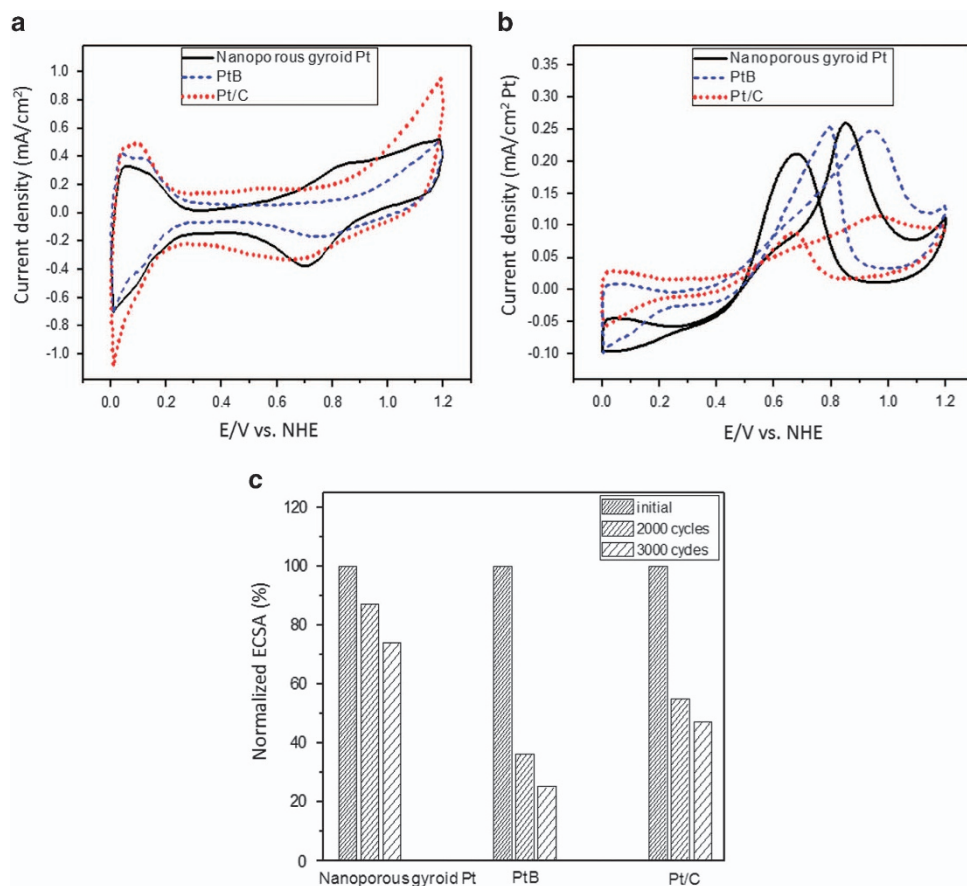 a
Nanoporous gyroid Pt
PtB
Pt/C
1.0
0.8
0.6
0.4
0.2
0.0
-0.2
-0.4
-0.6
-0.8
-1.0
Current density (mA/cm²)
0.0 0.2 0.4 0.6 0.8 1.0 1.2
E/V vs. NHE
b
Nanoporous gyroid Pt
PtB
Pt/C
0.35
0.30
0.25
0.20
0.15
0.10
0.05
0.00
-0.05
-0.10
Current density (mA/cm² Pt)
0.0 0.2 0.4 0.6 0.8 1.0 1.2
E/V vs. NHE
c
initial
2000 cycles
3000 cydes
120
100
80
60
40
20
0
Normalized ECSA (%)
Nanoporous gyroid Pt PtB Pt/C